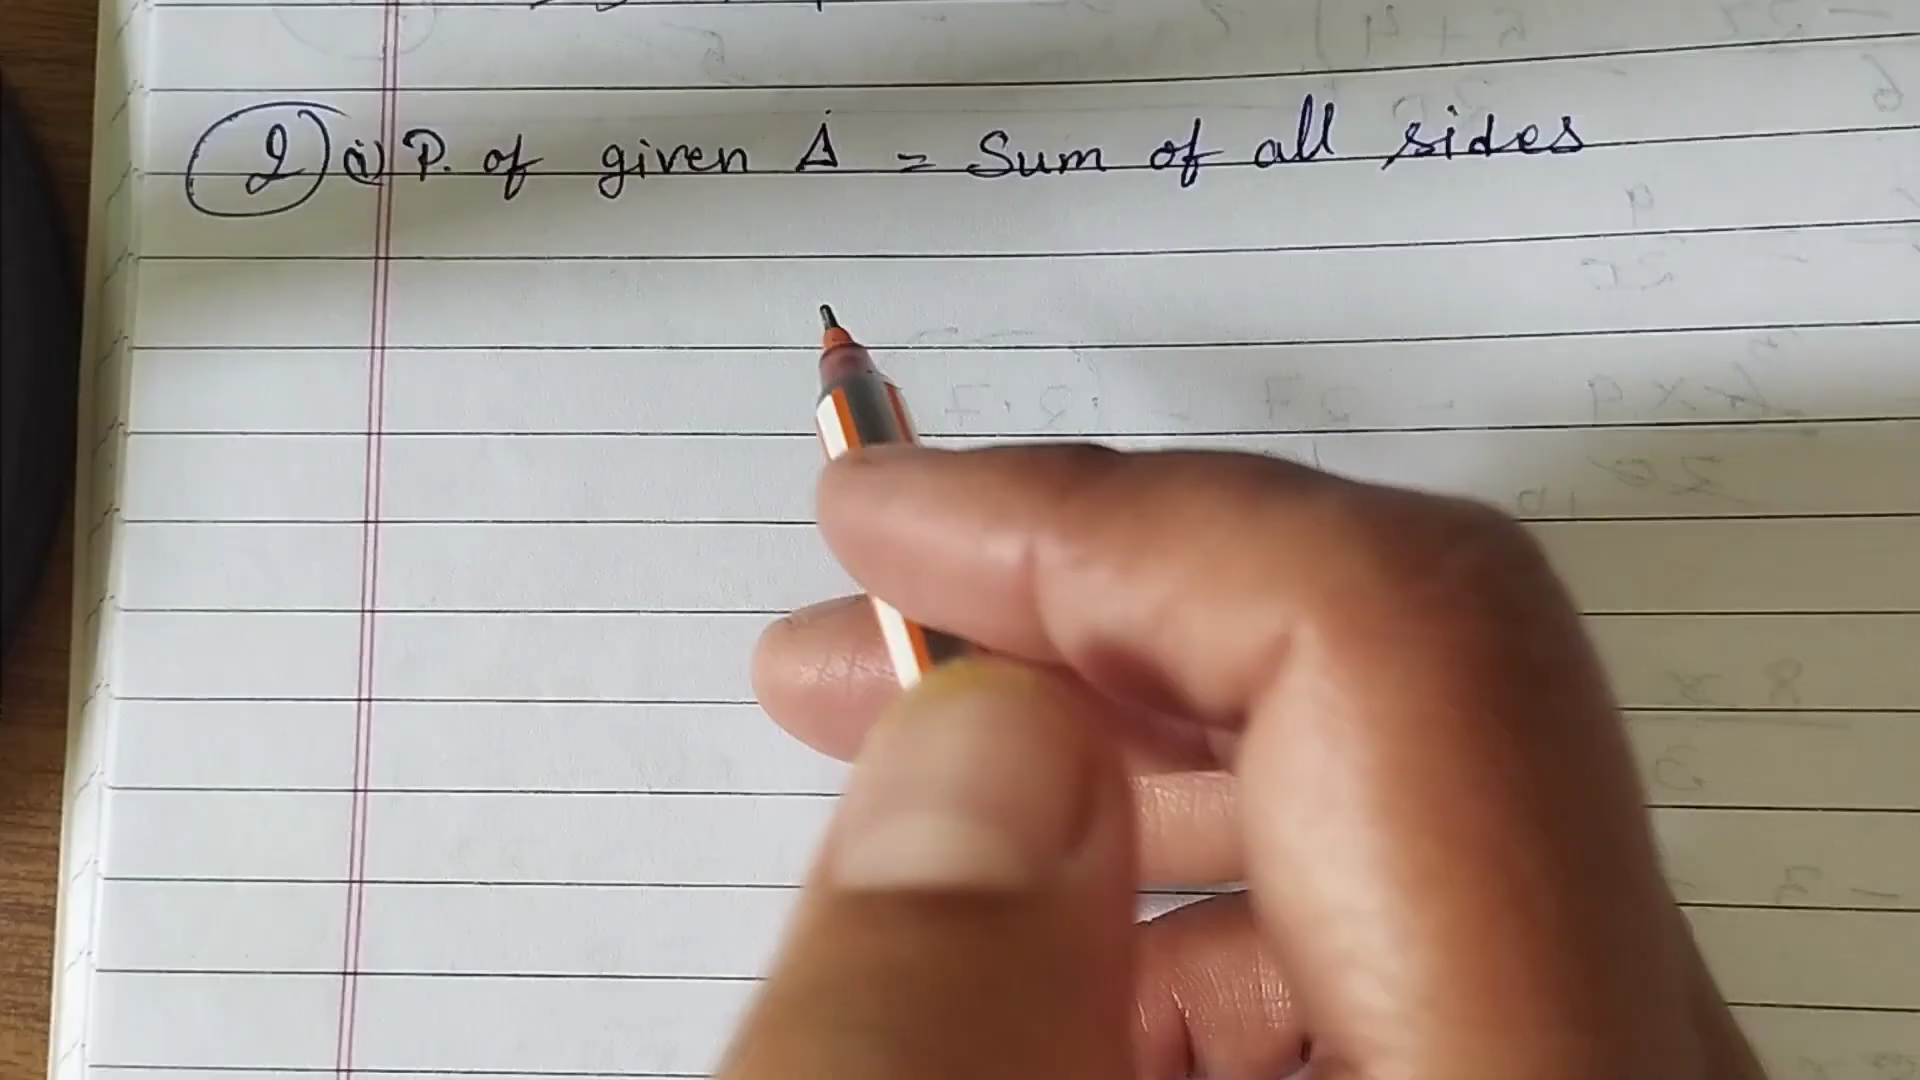 2 i) P. of given Δ = Sum of all sides